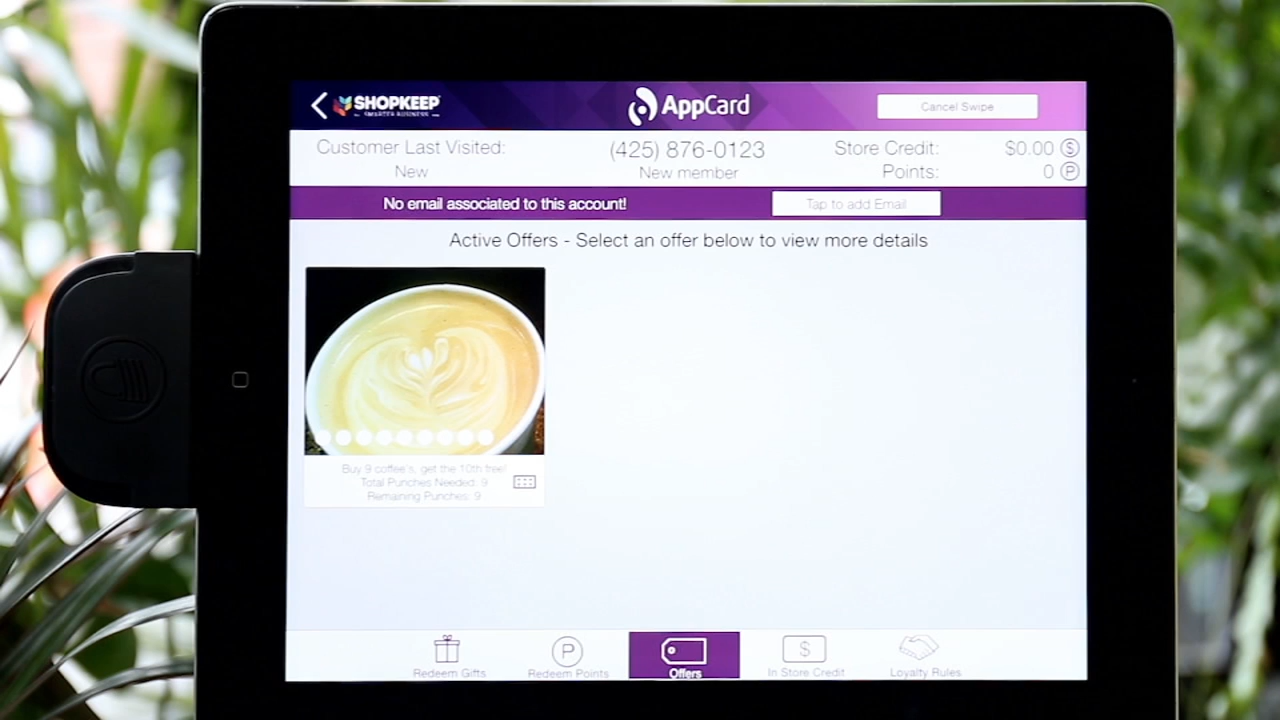 SHOPKEEP
AppCard
Cancel Swipe
Customer Last Visited:
New
(425) 876-0123
New member
Store Credit: $0.00 $
Points: 0 P
No email associated to this account!
Tap to add Email
Active Offers - Select an offer below to view more details
Buy 9 coffee's, get the 10th free!
Total Punches Needed: 9
Remaining Punches: 9
P
$
Redeem Gifts
Redeem Points
Offers
In Store Credit
Loyalty Rules